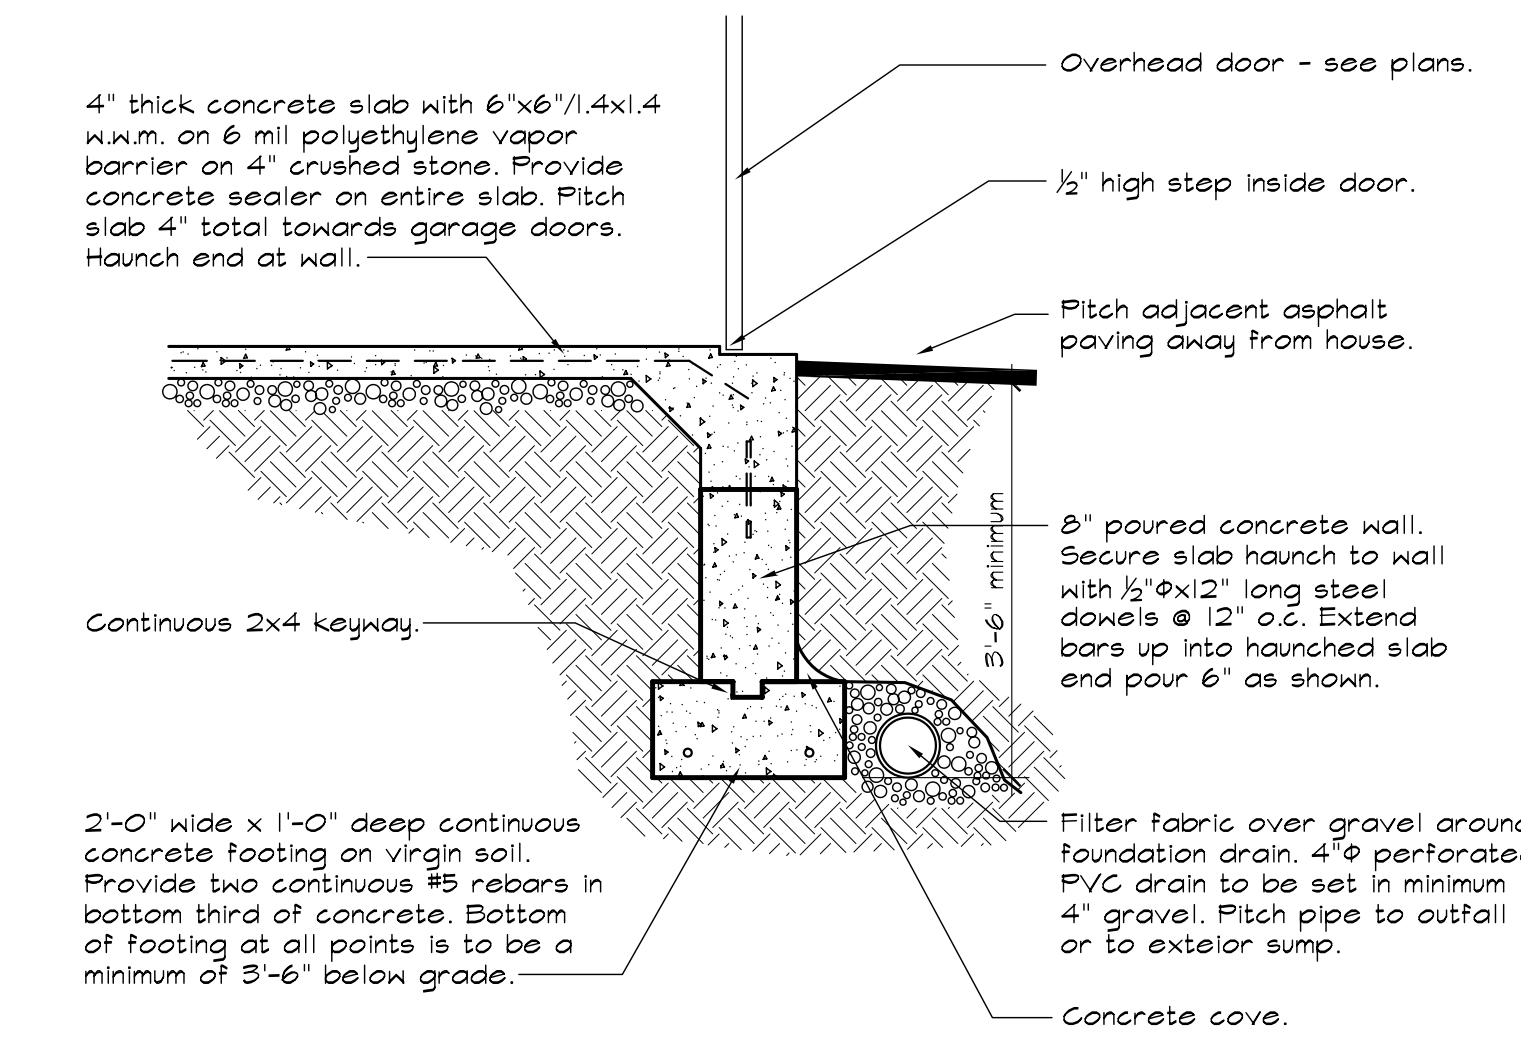 Overhead door - see plans.
4" thick concrete slab with 6"x6"/1.4x1.4
w.w.m. on 6 mil polyethylene vapor
barrier on 4" crushed stone. Provide
concrete sealer on entire slab. Pitch
slab 4" total towards garage doors.
Haunch end at wall.
½" high step inside door.
Pitch adjacent asphalt
paving away from house.
8" poured concrete wall.
Secure slab haunch to wall
with ½"Φx12" long steel
dowels @ 12" o.c. Extend
bars up into haunched slab
end pour 6" as shown.
3'-6" minimum
Continuous 2x4 keyway.
2'-0" wide x 1'-0" deep continuous
concrete footing on virgin soil.
Provide two continuous #5 rebars in
bottom third of concrete. Bottom
of footing at all points is to be a
minimum of 3'-6" below grade.
Filter fabric over gravel aroun
foundation drain. 4"Φ perforate
PVC drain to be set in minimum
4" gravel. Pitch pipe to outfall
or to exteior sump.
Concrete cove.